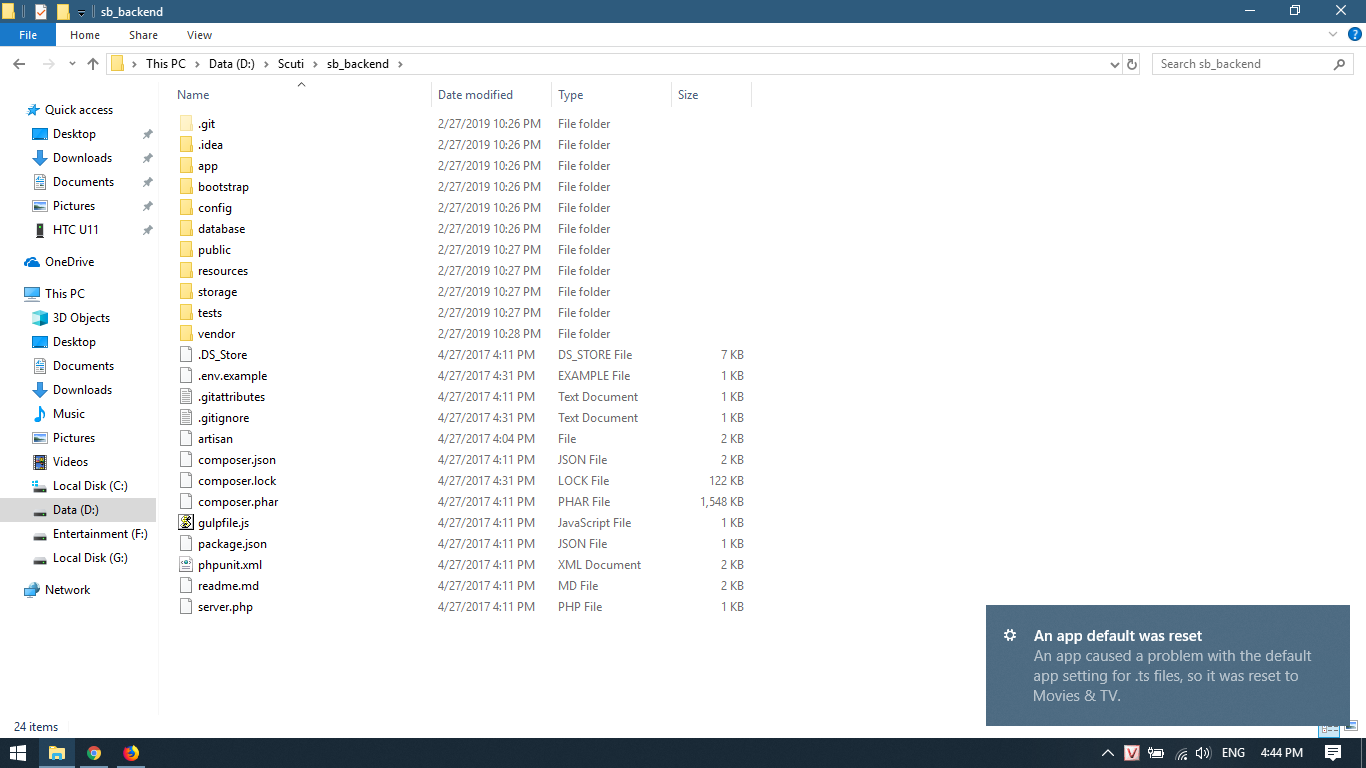 sb_backend
File Home Share View
This PC Data (D:) Scuti sb_backend
Search sb_backend
Name Date modified Type Size
Quick access
Desktop
Downloads
Documents
Pictures
HTC U11
OneDrive
This PC
3D Objects
Desktop
Documents
Downloads
Music
Pictures
Videos
Local Disk (C:)
Data (D:)
Entertainment (F:)
Local Disk (G:)
Network
.git 2/27/2019 10:26 PM File folder
.idea 2/27/2019 10:26 PM File folder
app 2/27/2019 10:26 PM File folder
bootstrap 2/27/2019 10:26 PM File folder
config 2/27/2019 10:26 PM File folder
database 2/27/2019 10:26 PM File folder
public 2/27/2019 10:27 PM File folder
resources 2/27/2019 10:27 PM File folder
storage 2/27/2019 10:27 PM File folder
tests 2/27/2019 10:27 PM File folder
vendor 2/27/2019 10:28 PM File folder
.DS_Store 4/27/2017 4:11 PM DS_STORE File 7 KB
.env.example 4/27/2017 4:31 PM EXAMPLE File 1 KB
.gitattributes 4/27/2017 4:11 PM Text Document 1 KB
.gitignore 4/27/2017 4:31 PM Text Document 1 KB
artisan 4/27/2017 4:04 PM File 2 KB
composer.json 4/27/2017 4:11 PM JSON File 2 KB
composer.lock 4/27/2017 4:31 PM LOCK File 122 KB
composer.phar 4/27/2017 4:11 PM PHAR File 1,548 KB
gulpfile.js 4/27/2017 4:11 PM JavaScript File 1 KB
package.json 4/27/2017 4:11 PM JSON File 1 KB
phpunit.xml 4/27/2017 4:11 PM XML Document 2 KB
readme.md 4/27/2017 4:11 PM MD File 2 KB
server.php 4/27/2017 4:11 PM PHP File 1 KB
An app default was reset
An app caused a problem with the default
app setting for .ts files, so it was reset to
Movies & TV.
24 items
V ENG 4:44 PM